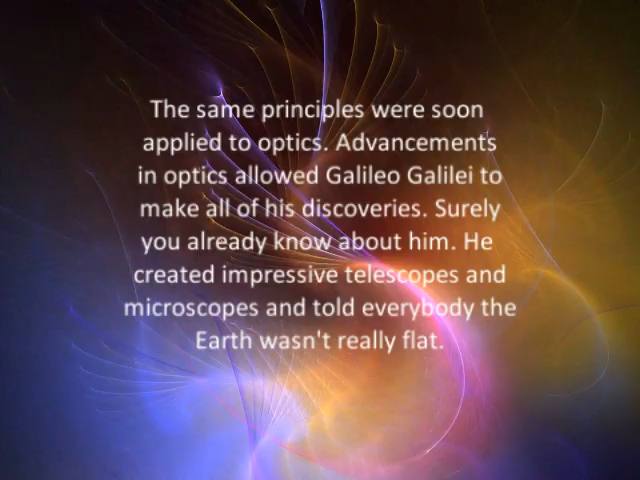 The same principles were soon
applied to optics. Advancements
in optics allowed Galileo Galilei to
make all of his discoveries. Surely
you already know about him. He
created impressive telescopes and
microscopes and told everybody the
Earth wasn't really flat.